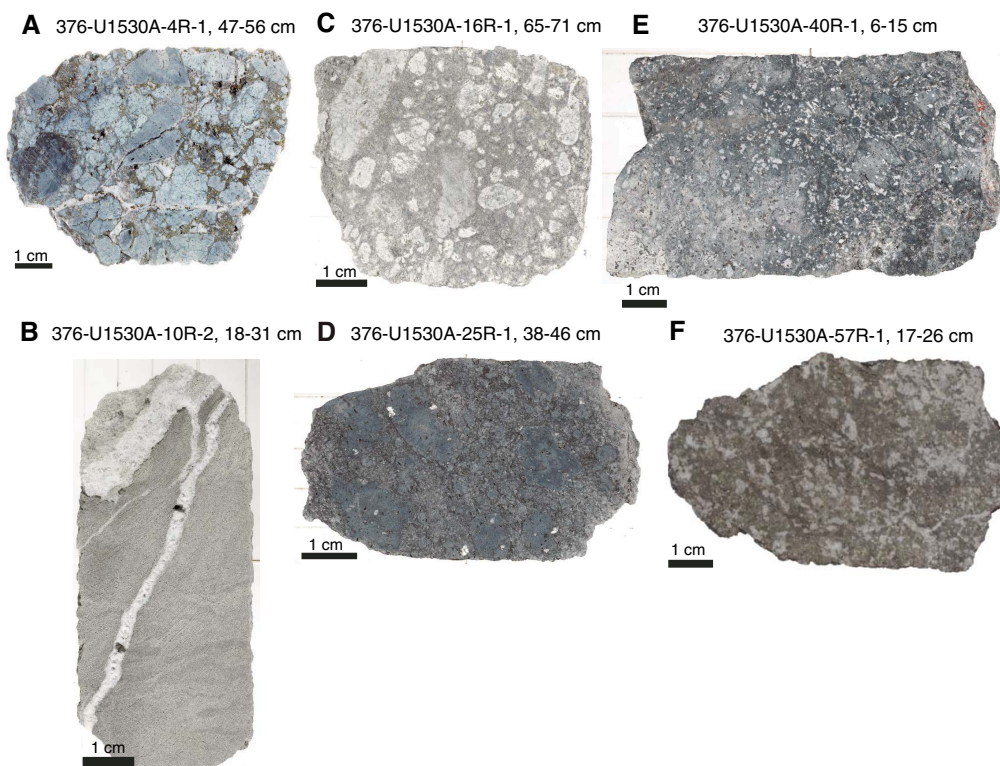 A 376-U1530A-4R-1, 47-56 cm
1 cm
B 376-U1530A-10R-2, 18-31 cm
1 cm
C 376-U1530A-16R-1, 65-71 cm
1 cm
D 376-U1530A-25R-1, 38-46 cm
1 cm
E 376-U1530A-40R-1, 6-15 cm
1 cm
F 376-U1530A-57R-1, 17-26 cm
1 cm